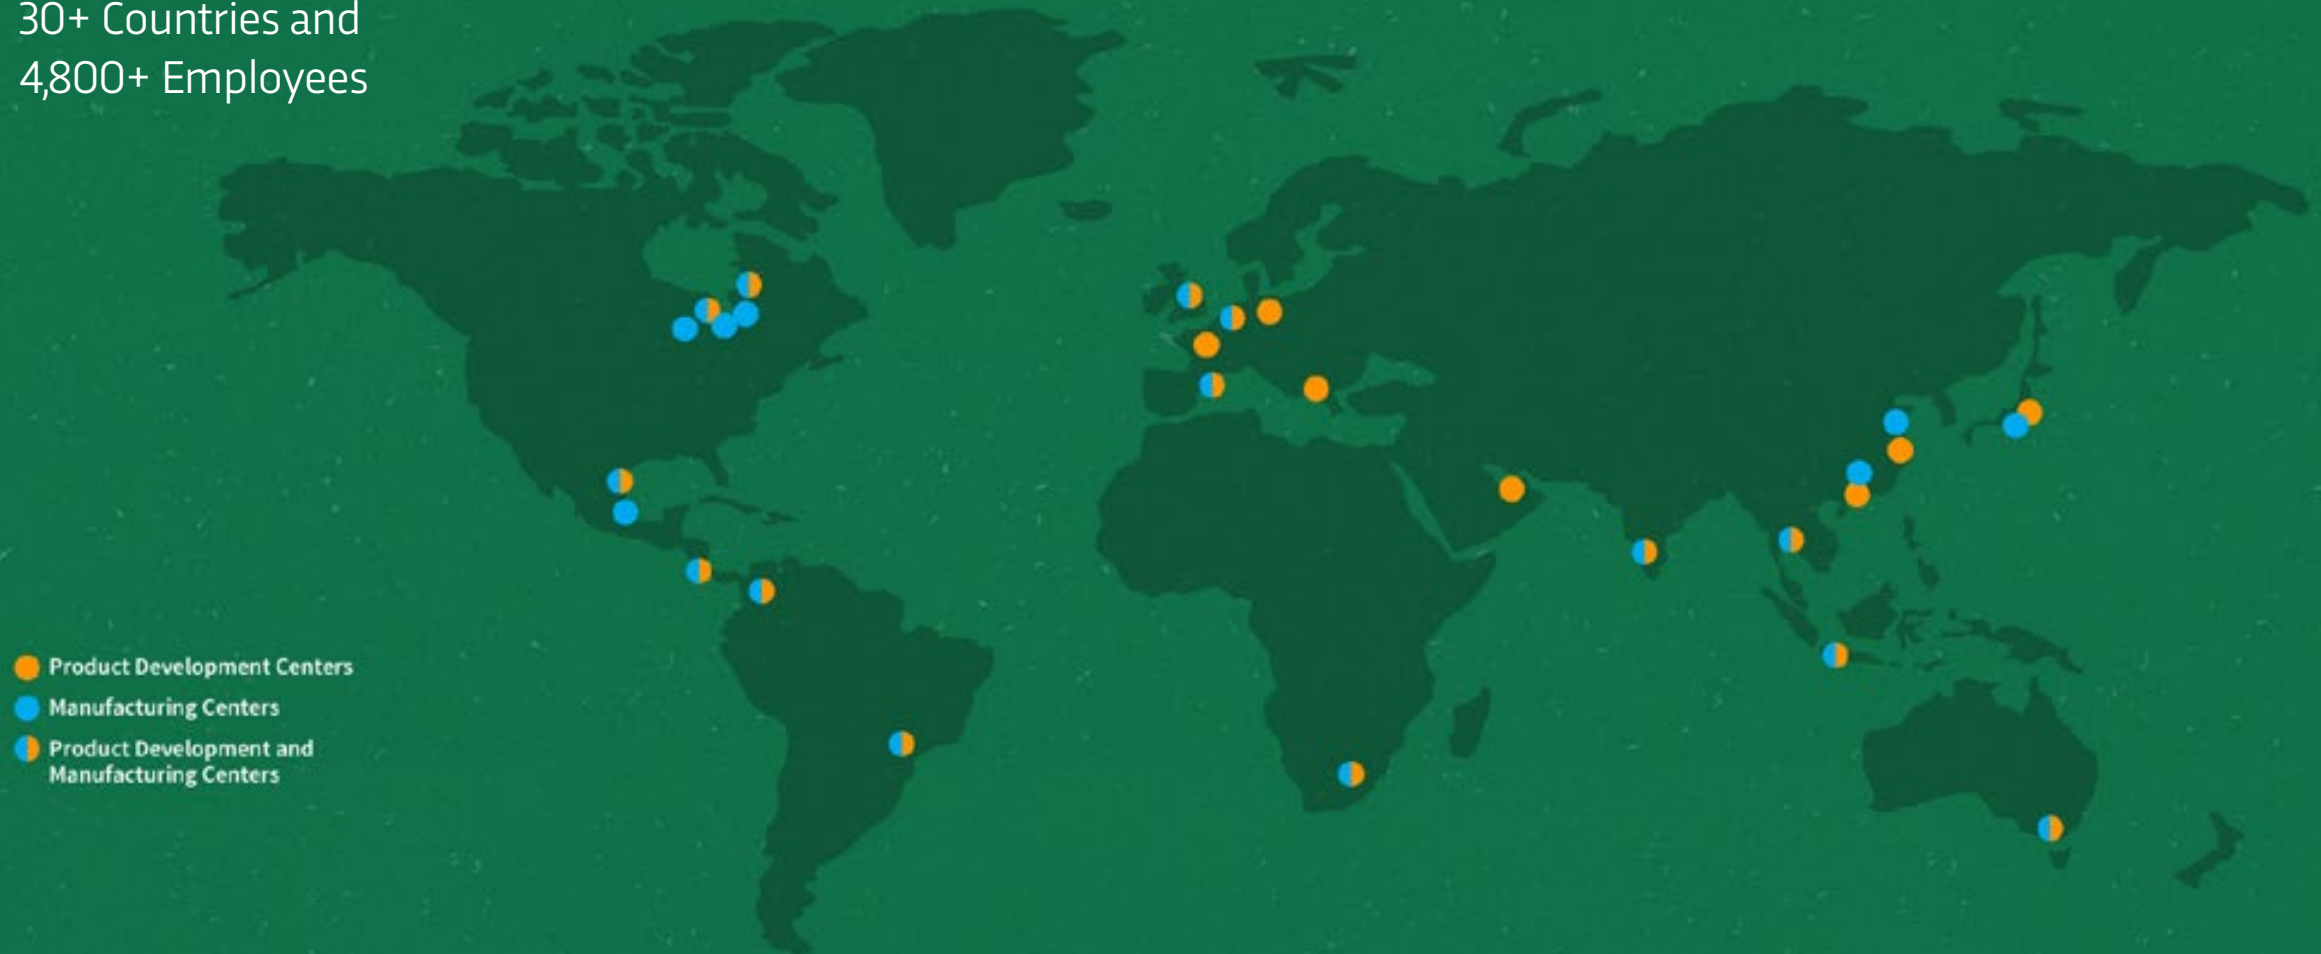 30+ Countries and
4,800+ Employees
Product Development Centers
Manufacturing Centers
Product Development and
Manufacturing Centers